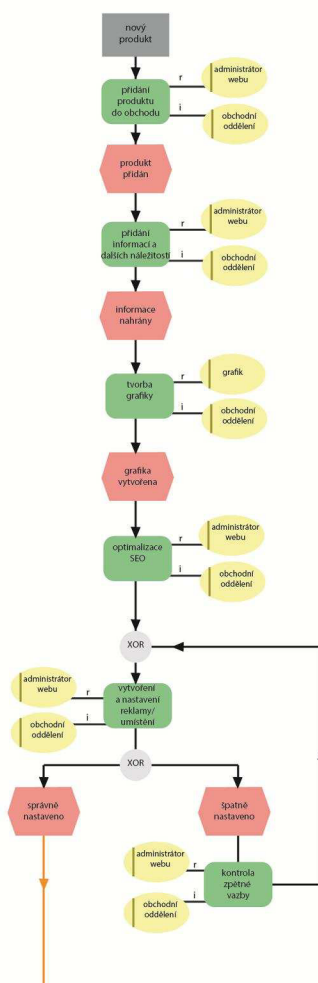 nový
produkt
přidání
produktu
do obchodu
r
administrátor
webu
i
obchodní
oddělení
produkt
přidán
přidání
informací a
dalších náležitostí
r
administrátor
webu
i
obchodní
oddělení
informace
nahrány
tvorba
grafiky
r
grafik
i
obchodní
oddělení
grafika
vytvořena
optimalizace
SEO
r
administrátor
webu
i
obchodní
oddělení
XOR
administrátor
webu
r
obchodní
oddělení
i
vytvoření
a nastavení
reklamy/
umístění
XOR
správně
nastaveno
špatně
nastaveno
administrátor
webu
r
obchodní
oddělení
i
kontrola
zpětné
vazby